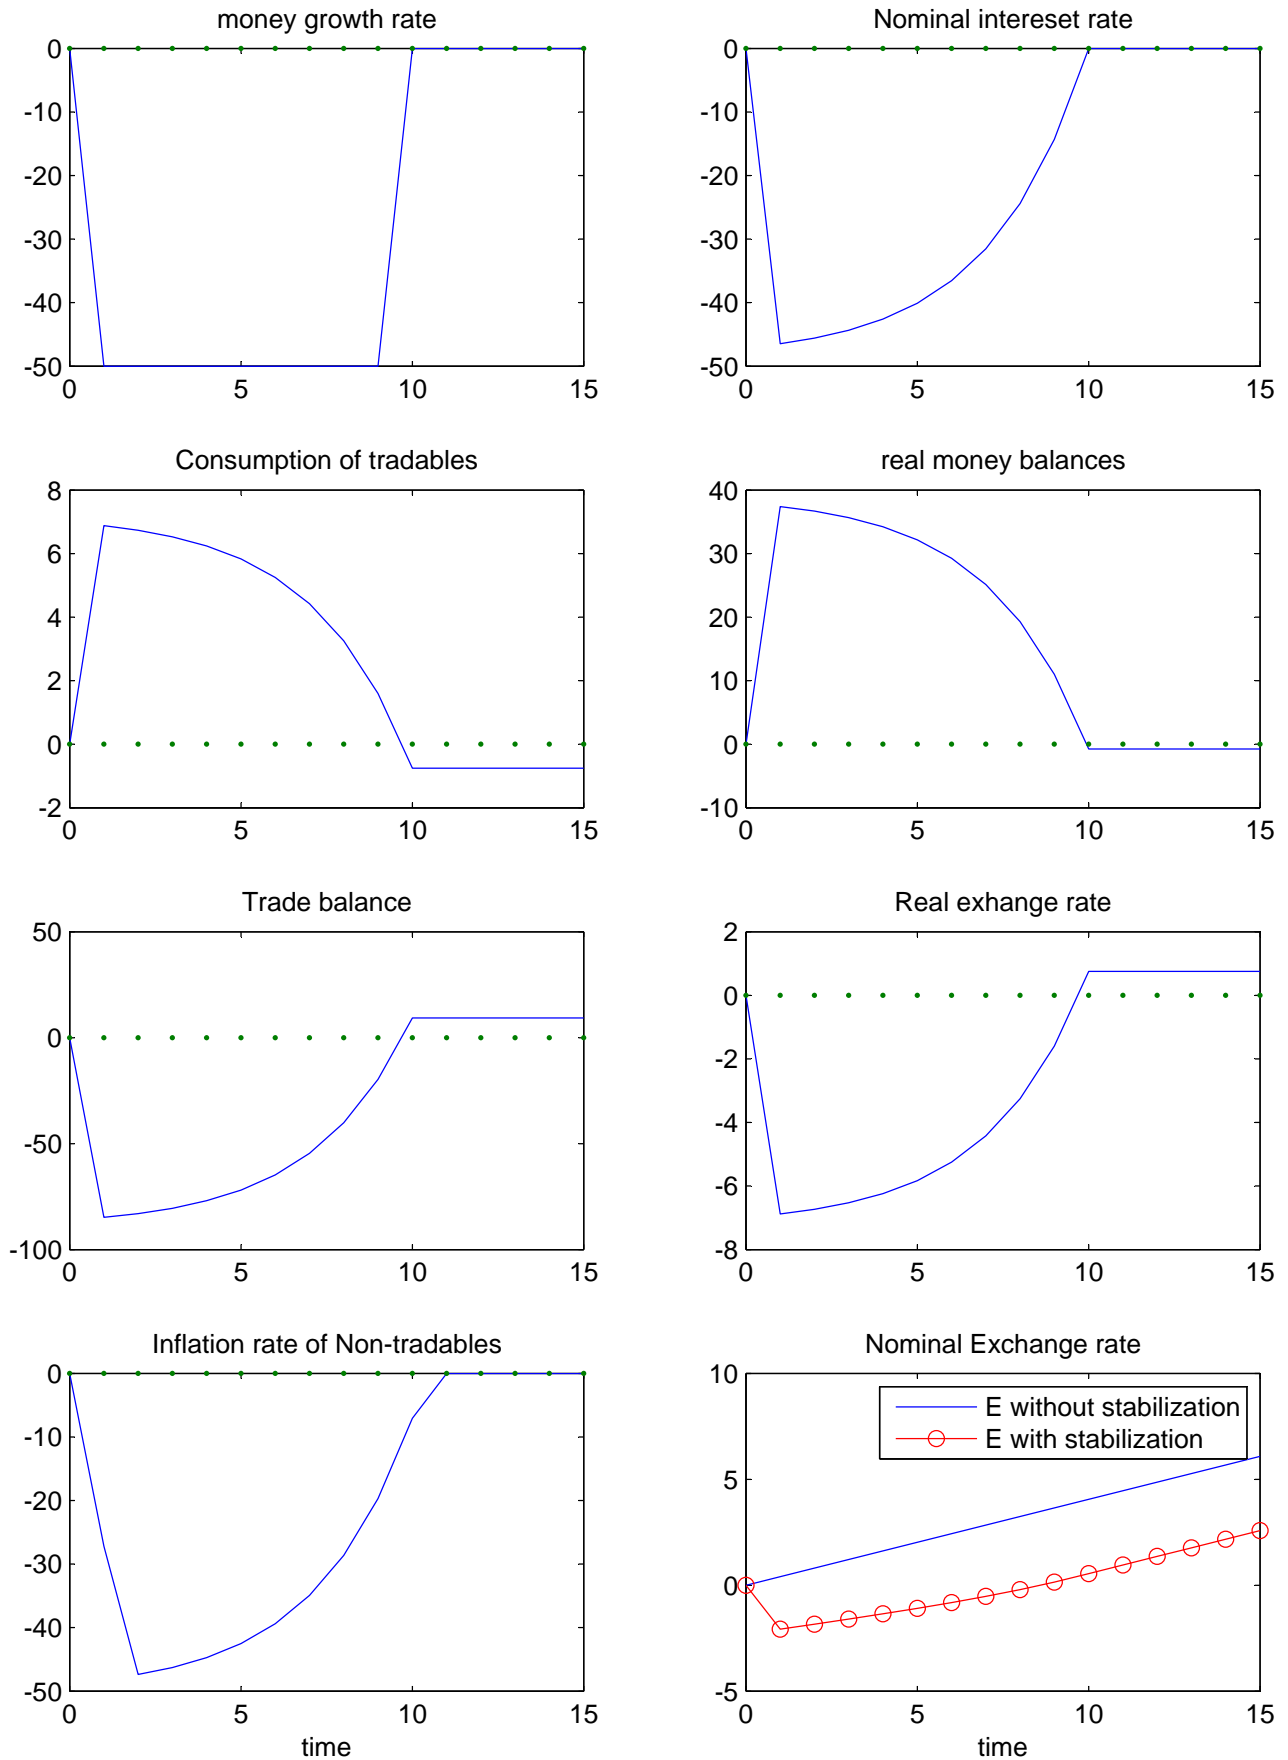 money growth rate
0
-10
-20
-30
-40
-50
0 5 10 15
Nominal intereset rate
0
-10
-20
-30
-40
-50
0 5 10 15
Consumption of tradables
8
6
4
2
0
-2
0 5 10 15
real money balances
40
30
20
10
0
-10
0 5 10 15
Trade balance
50
0
-50
-100
0 5 10 15
Real exhange rate
2
0
-2
-4
-6
-8
0 5 10 15
Inflation rate of Non-tradables
0
-10
-20
-30
-40
-50
0 5 10 15
time
Nominal Exchange rate
10
5
0
-5
E without stabilization
E with stabilization
0 5 10 15
time